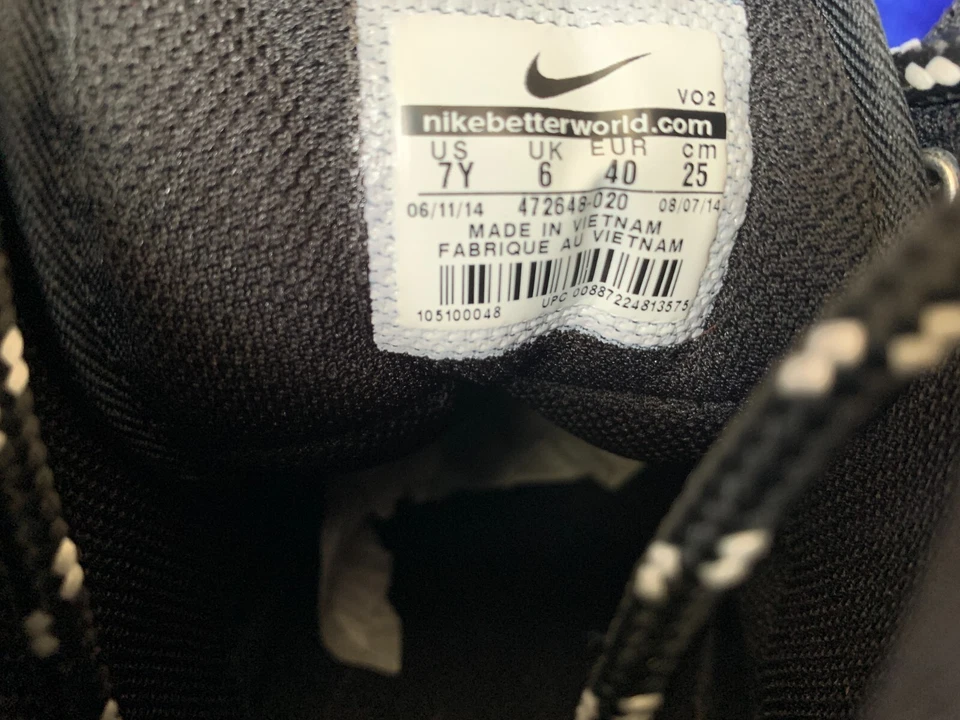 VO2
nikebetterworld.com
US UK EUR cm
7Y 6 40 25
06/11/14 472648-020 08/07/14
MADE IN VIETNAM
FABRIQUE AU VIETNAM
105100048 UPC 00887224813575